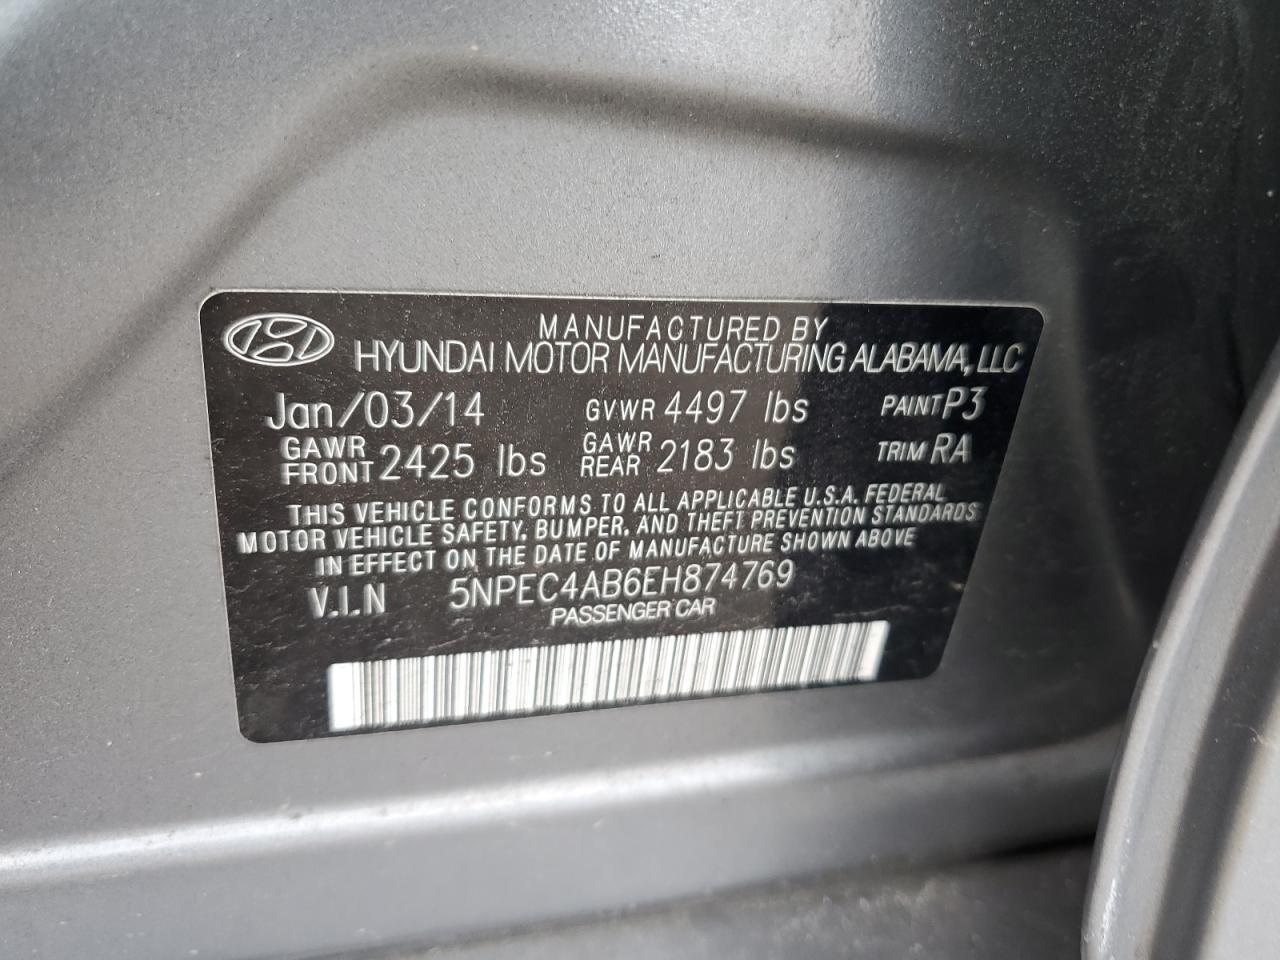 MANUFACTURED BY
HYUNDAI MOTOR MANUFACTURING ALABAMA, LLC
Jan/03/14 GVWR 4497 lbs PAINT P3
GAWR FRONT 2425 lbs GAWR REAR 2183 lbs TRIM RA
THIS VEHICLE CONFORMS TO ALL APPLICABLE U.S.A. FEDERAL
MOTOR VEHICLE SAFETY, BUMPER, AND THEFT PREVENTION STANDARDS
IN EFFECT ON THE DATE OF MANUFACTURE SHOWN ABOVE
V.I.N 5NPEC4AB6EH874769
PASSENGER CAR